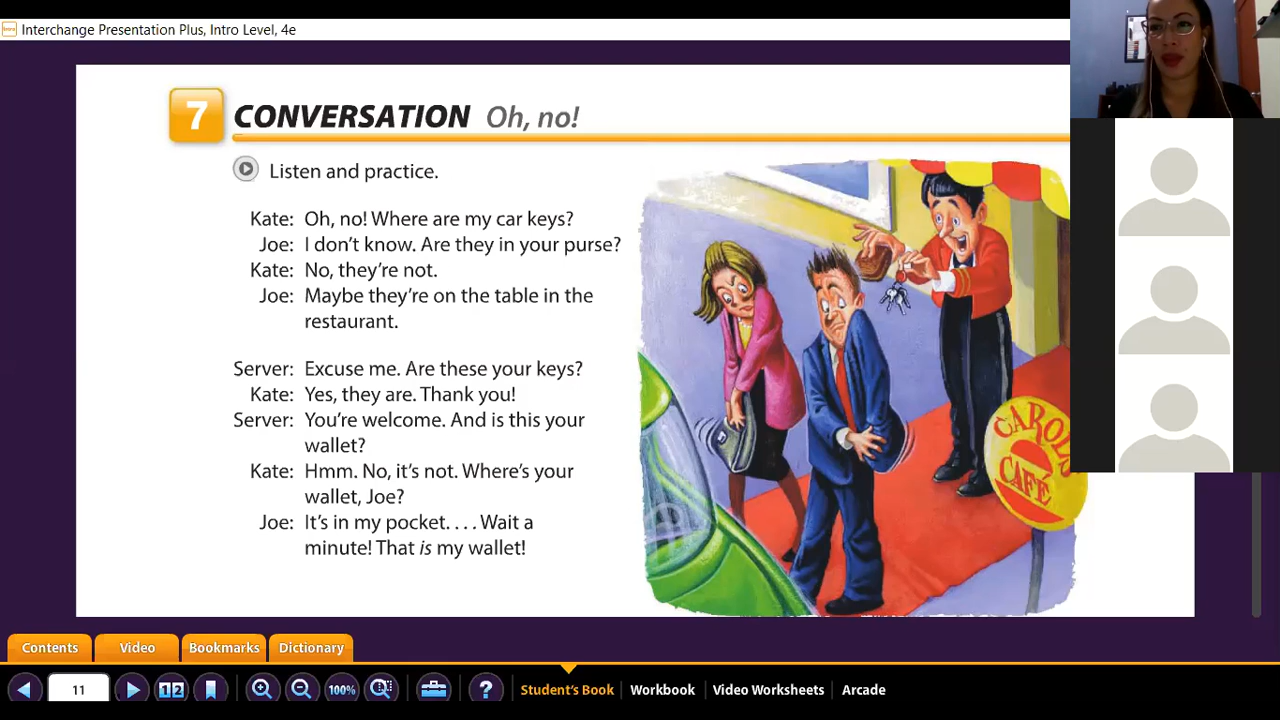 Interchange Presentation Plus, Intro Level, 4e
7 CONVERSATION Oh, no!
Listen and practice.
Kate: Oh, no! Where are my car keys?
Joe: I don't know. Are they in your purse?
Kate: No, they're not.
Joe: Maybe they're on the table in the
restaurant.
Server: Excuse me. Are these your keys?
Kate: Yes, they are. Thank you!
Server: You're welcome. And is this your
wallet?
Kate: Hmm. No, it's not. Where's your
wallet, Joe?
Joe: It's in my pocket. . . . Wait a
minute! That is my wallet!
CAFÉ
Contents Video Bookmarks Dictionary
11 12 100% ? Student's Book Workbook Video Worksheets Arcade